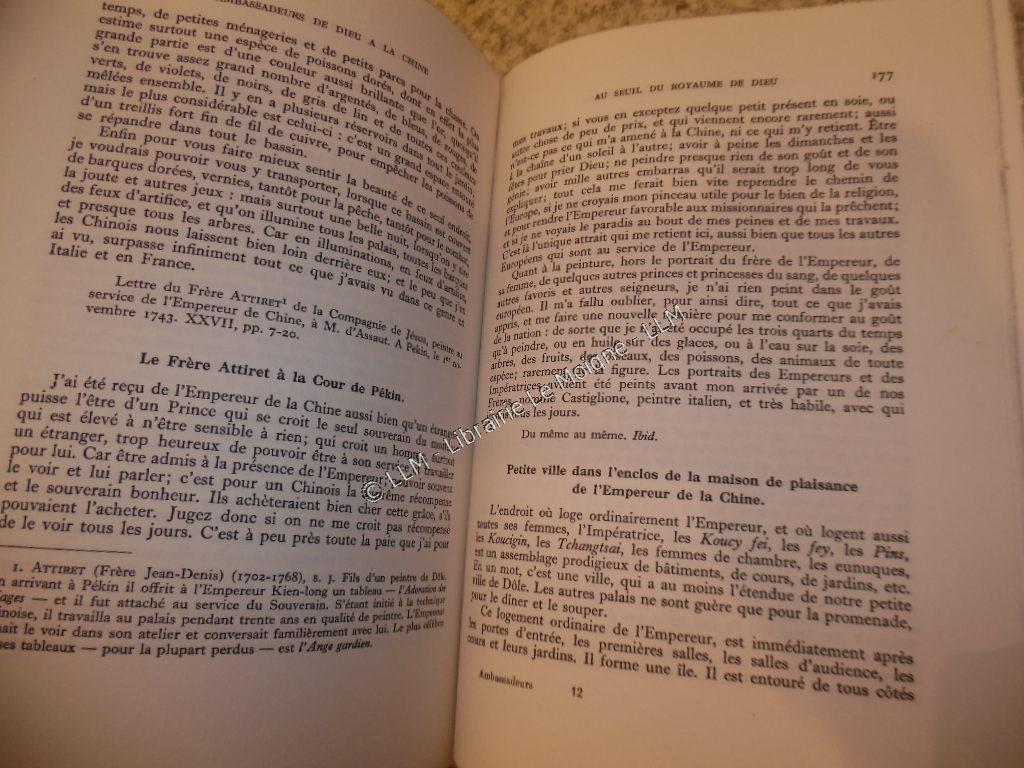 AMBASSADEURS DE DIEU A LA CHINE
temps, de petites ménageries et de petits parcs pour la chasse. On
estime surtout une espèce de poissons dorés, dont en effet la plus
grande partie est d'une couleur aussi brillante que l'or, quoiqu'il
s'en trouve assez grand nombre d'argentés, de bleus, de rouges, de
verts, de violets, de noirs, de gris de lin et de toutes ces couleurs
mêlées ensemble. Il y en a plusieurs réservoirs dans tout le jardin,
mais le plus considérable est celui-ci : c'est un grand espace entouré
d'un treillis fort fin de fil de cuivre, pour empêcher les poissons de
se répandre dans tout le bassin.
Enfin pour vous faire mieux sentir la beauté de ce seul endroit,
je voudrais pouvoir vous y transporter, lorsque ce bassin est couvert
de barques dorées, vernies, tantôt pour la pêche, tantôt pour le combat,
la joute et autres jeux : mais surtout une belle nuit, lorsqu'on y tire
des feux d'artifice, et qu'on illumine tous les palais, toutes les barques
et presque tous les arbres. Car en illuminations, en feux d'artifice,
les Chinois nous laissent bien loin derrière eux; et le peu que j'en
ai vu, surpasse infiniment tout ce que j'avais vu dans ce genre en
Italie et en France.
Lettre du Frère ATTIRET¹ de la Compagnie de Jésus, peintre au
service de l'Empereur de Chine, à M. d'Assaut. A Pékin, le 1er no-
vembre 1743. XXVII, pp. 7-20.
Le Frère Attiret à la Cour de Pékin.
J'ai été reçu de l'Empereur de la Chine aussi bien qu'un étranger
puisse l'être d'un Prince qui se croit le seul souverain du monde,
qui est élevé à n'être sensible à rien; qui croit un homme, surtout
un étranger, trop heureux de pouvoir être à son service et travailler
pour lui. Car être admis à la présence de l'Empereur, pouvoir souvent
le voir et lui parler; c'est pour un Chinois la suprême récompense
et le souverain bonheur. Ils achèteraient bien cher cette grâce, s'ils
pouvaient l'acheter. Jugez donc si on ne me croit pas récompensé
de le voir tous les jours. C'est à peu près toute la paie que j'ai pour
1. ATTIRET (Frère Jean-Denis) (1702-1768), s. j. Fils d'un peintre de Dôle.
n arrivant à Pékin il offrit à l'Empereur Kien-long un tableau — l'Adoration des
ages — et il fut attaché au service du Souverain. S'étant initié à la technique
inoise, il travailla au palais pendant trente ans en qualité de peintre. L'Empereur
nait le voir dans son atelier et conversait familièrement avec lui. Le plus célèbre
ses tableaux — pour la plupart perdus — est l'Ange gardien.
AU SEUIL DU ROYAUME DE DIEU 177
mes travaux; si vous en exceptez quelque petit présent en soie, ou
autre chose de peu de prix, et qui viennent encore rarement; aussi
n'est-ce pas ce qui m'a amené à la Chine, ni ce qui m'y retient. Être
à la chaîne d'un soleil à l'autre; avoir à peine les dimanches et les
fêtes pour prier Dieu; ne peindre presque rien de son goût et de son
génie; avoir mille autres embarras qu'il serait trop long de vous
expliquer; tout cela me ferait bien vite reprendre le chemin de
l'Europe, si je ne croyais mon pinceau utile pour le bien de la religion,
et pour rendre l'Empereur favorable aux missionnaires qui la prêchent;
et si je ne voyais le paradis au bout de mes peines et de mes travaux.
C'est là l'unique attrait qui me retient ici, aussi bien que tous les autres
Européens qui sont au service de l'Empereur.
Quant à la peinture, hors le portrait du frère de l'Empereur, de
sa femme, de quelques autres princes et princesses du sang, de quelques
autres favoris et autres seigneurs, je n'ai rien peint dans le goût
européen. Il m'a fallu oublier, pour ainsi dire, tout ce que j'avais
appris, et me faire une nouvelle manière pour me conformer au goût
de la nation : de sorte que je n'ai été occupé les trois quarts du temps
qu'à peindre, ou en huile sur des glaces, ou à l'eau sur la soie, des
arbres, des fruits, des oiseaux, des poissons, des animaux de toute
espèce; rarement de la figure. Les portraits des Empereurs et des
Impératrices avaient été peints avant mon arrivée par un de nos
Frères, nommé Castiglione, peintre italien, et très habile, avec qui
tous les jours.
Du même au même. Ibid.
Petite ville dans l'enclos de la maison de plaisance
de l'Empereur de la Chine.
L'endroit où loge ordinairement l'Empereur, et où logent aussi
toutes ses femmes, l'Impératrice, les Koucy fei, les fey, les Pins,
les Koucigin, les Tchangtsai, les femmes de chambre, les eunuques,
est un assemblage prodigieux de bâtiments, de cours, de jardins, etc.
En un mot, c'est une ville, qui a au moins l'étendue de notre petite
ville de Dôle. Les autres palais ne sont guère que pour la promenade,
pour le dîner et le souper.
Ce logement ordinaire de l'Empereur, est immédiatement après
les portes d'entrée, les premières salles, les salles d'audience, les
cours et leurs jardins. Il forme une île. Il est entouré de tous côtés
Ambassadeurs 12
© LLM - Librairie Le Moigne - LLM